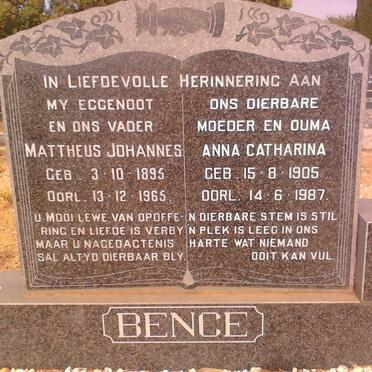 IN LIEFDEVOLLE HERINNERING AAN
MY EGGENOOT
EN ONS VADER
MATTHEUS JOHANNES
GEB. 3-10-1895
OORL. 13-12-1965.
U MOOI LEWE VAN OPOFFE-
RING EN LIEFDE IS VERBY
MAAR U NAGEDAGTENIS
SAL ALTYD DIERBAAR BLY.
ONS DIERBARE
MOEDER EN OUMA
ANNA CATHARINA
GEB. 15-8-1905
OORL. 14-6-1987.
'N DIERBARE STEM IS STIL
'N PLEK IS LEEG IN ONS
HARTE WAT NIEMAND
OOIT KAN VUL.
BENCE